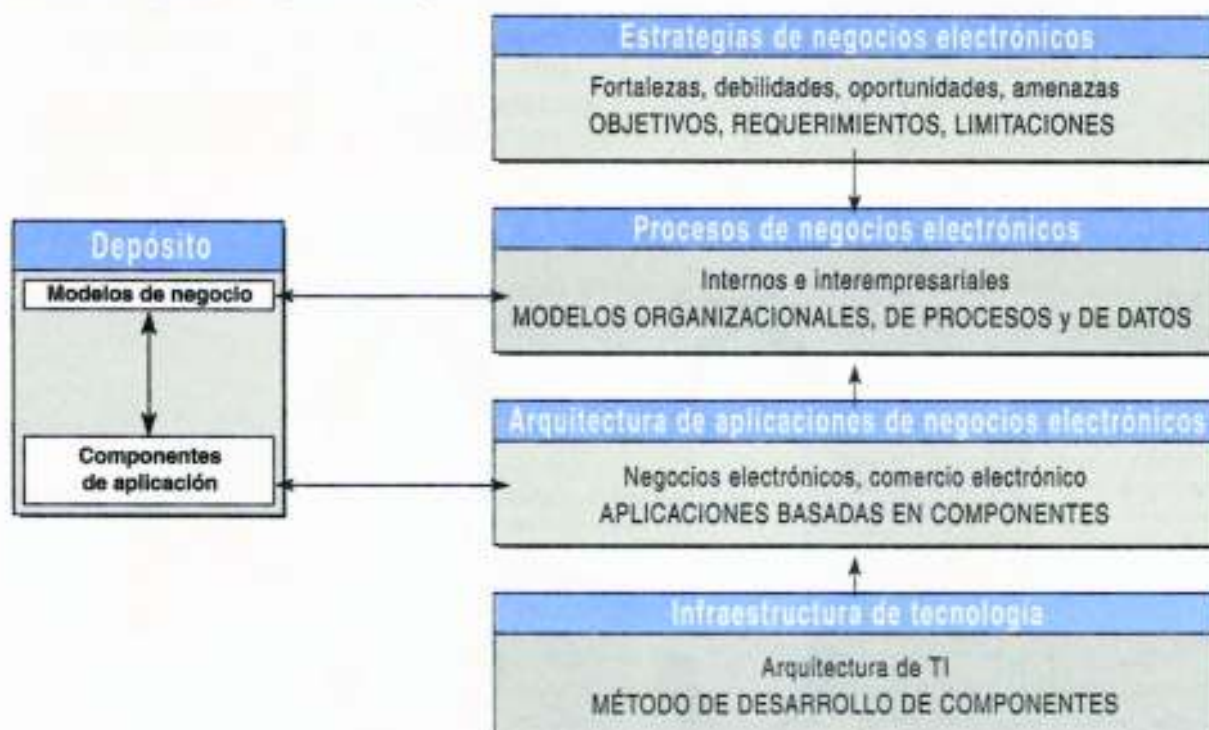 Estrategias de negocios electrónicos
Fortalezas, debilidades, oportunidades, amenazas
OBJETIVOS, REQUERIMIENTOS, LIMITACIONES
Depósito
Modelos de negocio
Componentes
de aplicación
Procesos de negocios electrónicos
Internos e interempresariales
MODELOS ORGANIZACIONALES, DE PROCESOS y DE DATOS
Arquitectura de aplicaciones de negocios electrónicos
Negocios electrónicos, comercio electrónico
APLICACIONES BASADAS EN COMPONENTES
Infraestructura de tecnología
Arquitectura de TI
MÉTODO DE DESARROLLO DE COMPONENTES